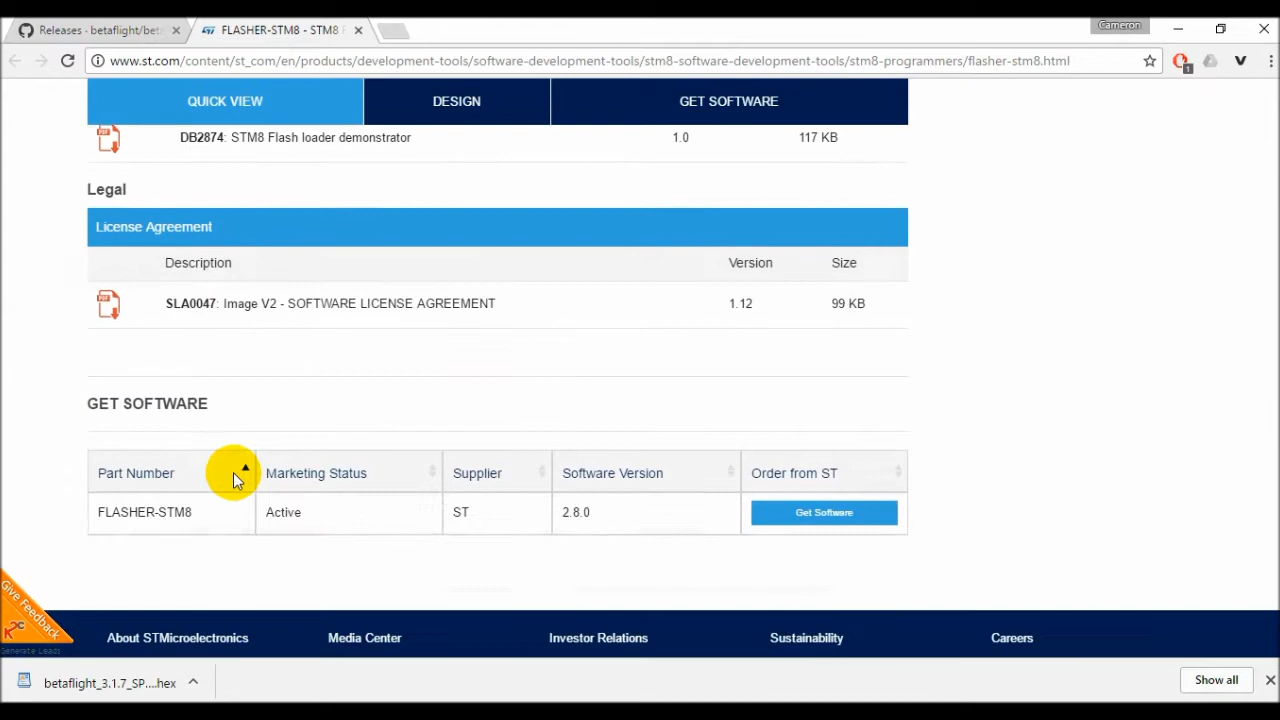 Releases - betaflight/bet
FLASHER-STM8 - STM8 F
Cameron
www.st.com/content/st_com/en/products/development-tools/software-development-tools/stm8-software-development-tools/stm8-programmers/flasher-stm8.html
1
QUICK VIEW DESIGN GET SOFTWARE
DB2874: STM8 Flash loader demonstrator 1.0 117 KB
Legal
License Agreement
Description Version Size
SLA0047: Image V2 - SOFTWARE LICENSE AGREEMENT 1.12 99 KB
GET SOFTWARE
Part Number Marketing Status Supplier Software Version Order from ST
FLASHER-STM8 Active ST 2.8.0 Get Software
Give Feedback
Generate Leads
About STMicroelectronics Media Center Investor Relations Sustainability Careers
betaflight_3.1.7_SP....hex
Show all